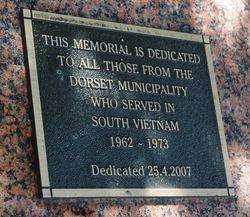 THIS MEMORIAL IS DEDICATED
TO ALL THOSE FROM THE
DORSET MUNICIPALITY
WHO SERVED IN
SOUTH VIETNAM
1962 ~ 1973
Dedicated 25.4.2007